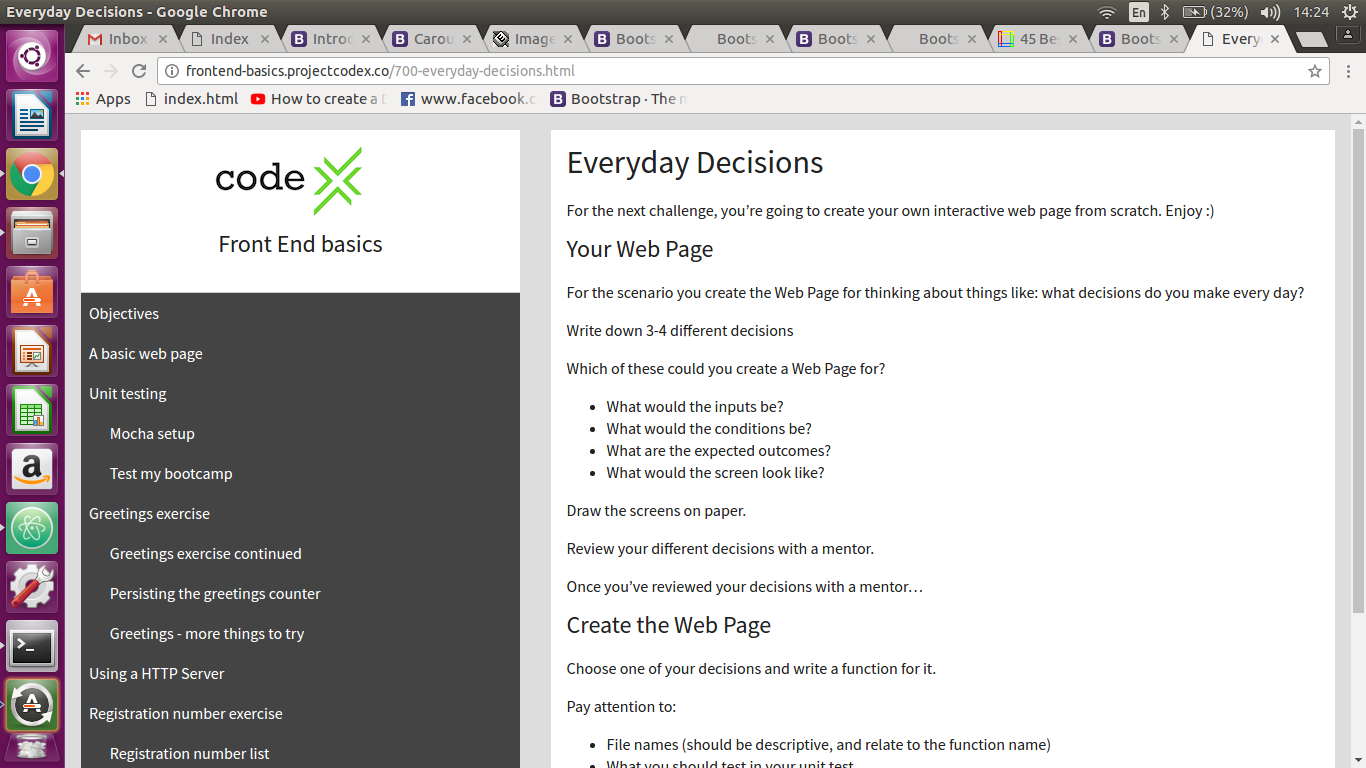 Everyday Decisions - Google Chrome
En
(32%)
14:24
Inbox
Index
Introc
Carou
Image
Boots
Boots
Boots
Boots
45 Be
Boots
Every
frontend-basics.projectcodex.co/700-everyday-decisions.html
Apps
index.html
How to create a
www.facebook.c
Bootstrap · The
code
Front End basics
Objectives
A basic web page
Unit testing
Mocha setup
Test my bootcamp
Greetings exercise
Greetings exercise continued
Persisting the greetings counter
Greetings - more things to try
Using a HTTP Server
Registration number exercise
Registration number list
Everyday Decisions
For the next challenge, you’re going to create your own interactive web page from scratch. Enjoy :)
Your Web Page
For the scenario you create the Web Page for thinking about things like: what decisions do you make every day?
Write down 3-4 different decisions
Which of these could you create a Web Page for?
What would the inputs be?
What would the conditions be?
What are the expected outcomes?
What would the screen look like?
Draw the screens on paper.
Review your different decisions with a mentor.
Once you’ve reviewed your decisions with a mentor…
Create the Web Page
Choose one of your decisions and write a function for it.
Pay attention to:
File names (should be descriptive, and relate to the function name)
What you should test in your unit test